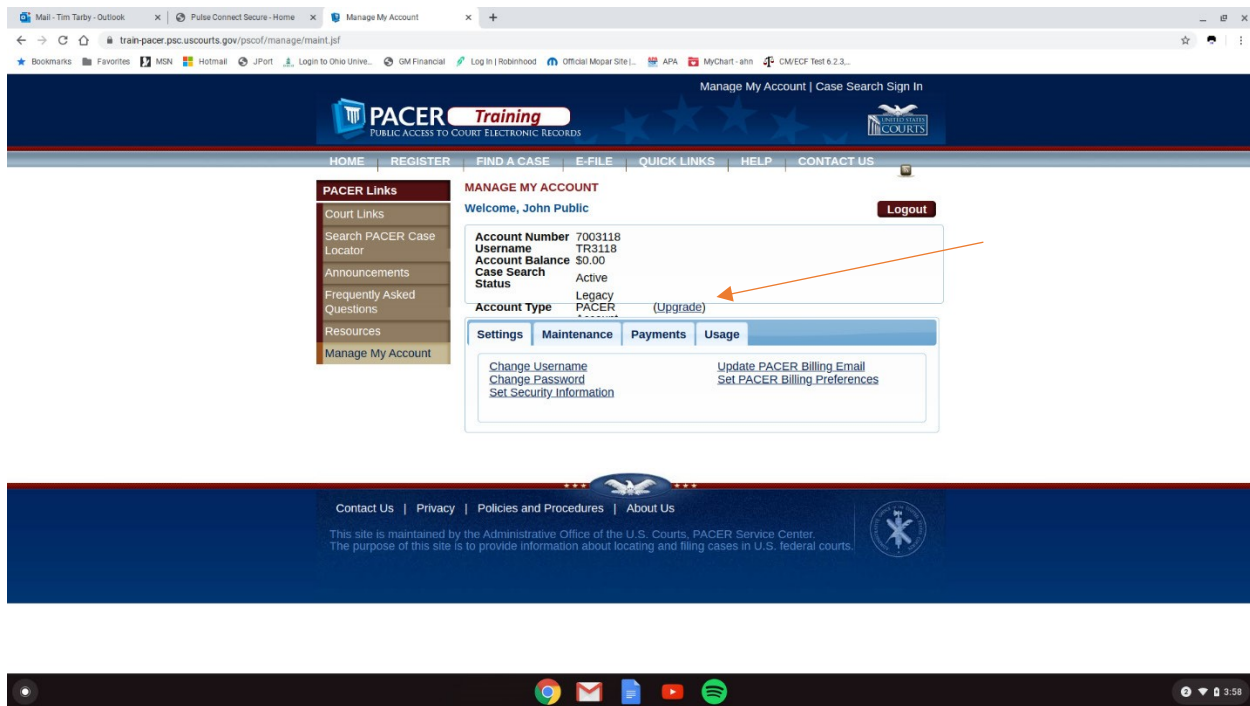 Mail - Tim Tarby - Outlook
Pulse Connect Secure - Home
Manage My Account
train-pacer.psc.uscourts.gov/pscof/manage/maint.jsf
Bookmarks Favorites MSN Hotmail JPort Login to Ohio Unive... GM Financial Log In | Robinhood Official Mopar Site |... APA MyChart - ahn CM/ECF Test 6.2.3,...
Manage My Account | Case Search Sign In
PACER Training
PUBLIC ACCESS TO COURT ELECTRONIC RECORDS
UNITED STATES
COURTS
HOME | REGISTER | FIND A CASE | E-FILE | QUICK LINKS | HELP | CONTACT US
PACER Links
Court Links
Search PACER Case
Locator
Announcements
Frequently Asked
Questions
Resources
Manage My Account
MANAGE MY ACCOUNT
Welcome, John Public
Logout
Account Number 7003118
Username TR3118
Account Balance $0.00
Case Search
Status Active
Legacy
Account Type PACER (Upgrade)
Settings Maintenance Payments Usage
Change Username Update PACER Billing Email
Change Password Set PACER Billing Preferences
Set Security Information
Contact Us | Privacy | Policies and Procedures | About Us
This site is maintained by the Administrative Office of the U.S. Courts, PACER Service Center.
The purpose of this site is to provide information about locating and filing cases in U.S. federal courts.
2 3:58